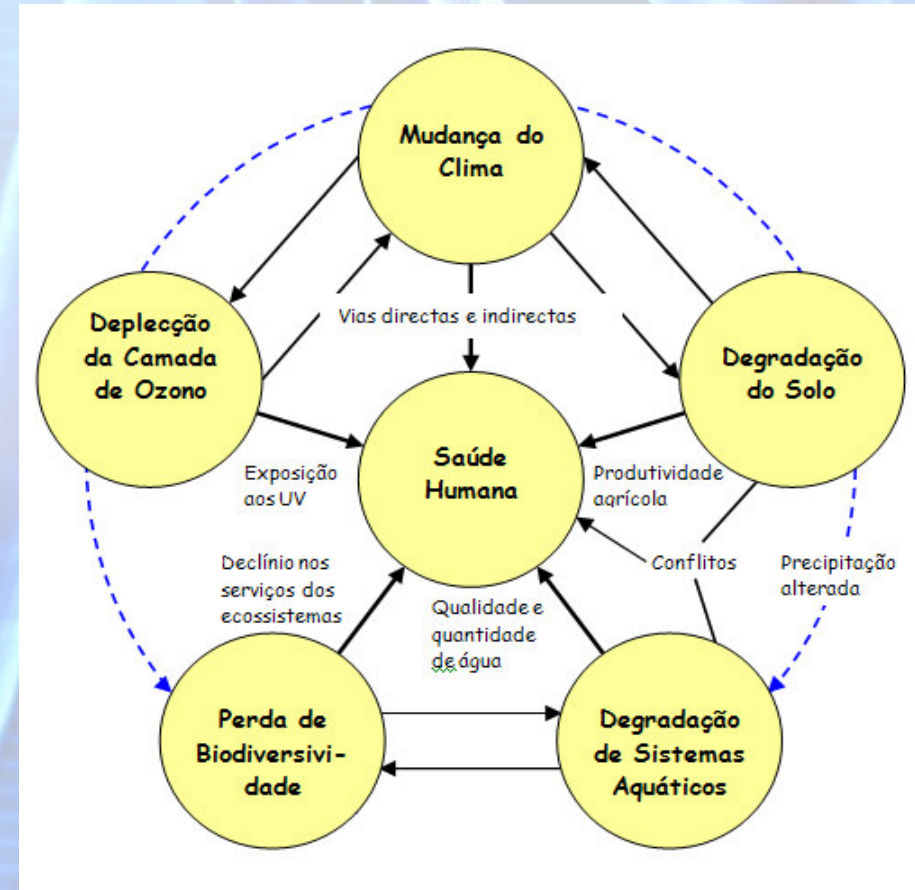 Mudança do
Clima
Vias directas e indirectas
Deplecção
da Camada
de Ozono
Degradação
do Solo
Saúde
Humana
Exposição
aos UV
Produtividade
agrícola
Declínio nos
serviços dos
ecossistemas
Qualidade e
quantidade
de água
Conflitos
Precipitação
alterada
Perda de
Biodiversivi-
dade
Degradação
de Sistemas
Aquáticos